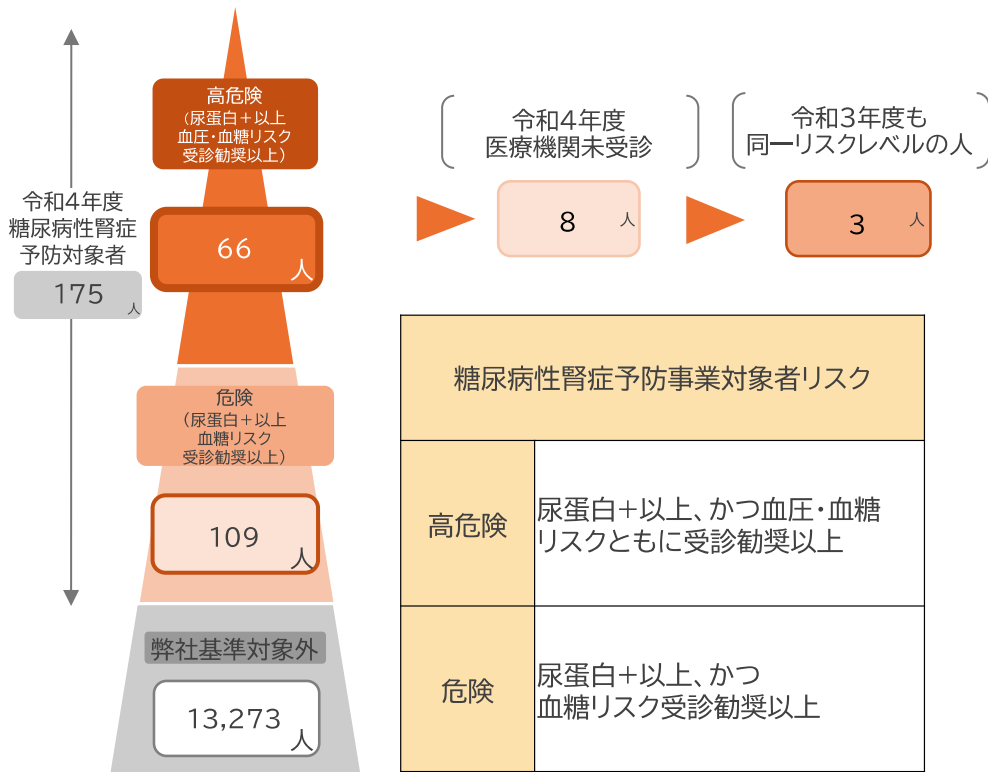 令和4年度
糖尿病性腎症
予防対象者
175
人
高危険
(尿蛋白+以上
血圧・血糖リスク
受診勧奨以上)
66
人
危険
(尿蛋白+以上
血糖リスク
受診勧奨以上)
109
人
弊社基準対象外
13,273
人
令和4年度
医療機関未受診
8
人
令和3年度も
同一リスクレベルの人
3
人
糖尿病性腎症予防事業対象者リスク
高危険
尿蛋白+以上、かつ血圧・血糖
リスクともに受診勧奨以上
危険
尿蛋白+以上、かつ
血糖リスク受診勧奨以上